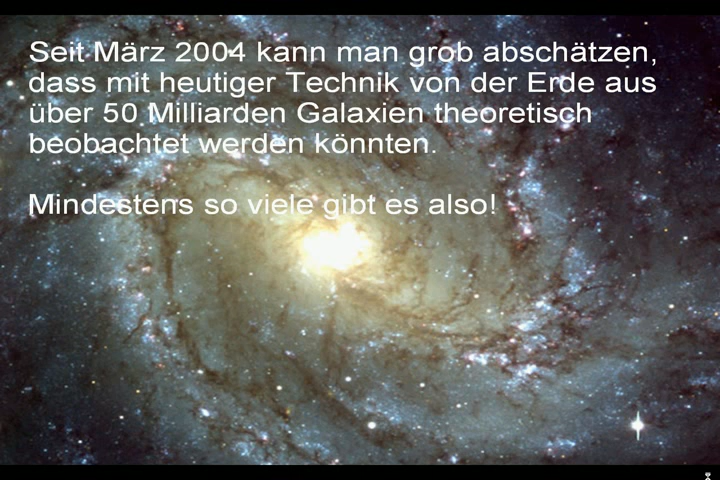 Seit März 2004 kann man grob abschätzen,
dass mit heutiger Technik von der Erde aus
über 50 Milliarden Galaxien theoretisch
beobachtet werden könnten.
Mindestens so viele gibt es also!